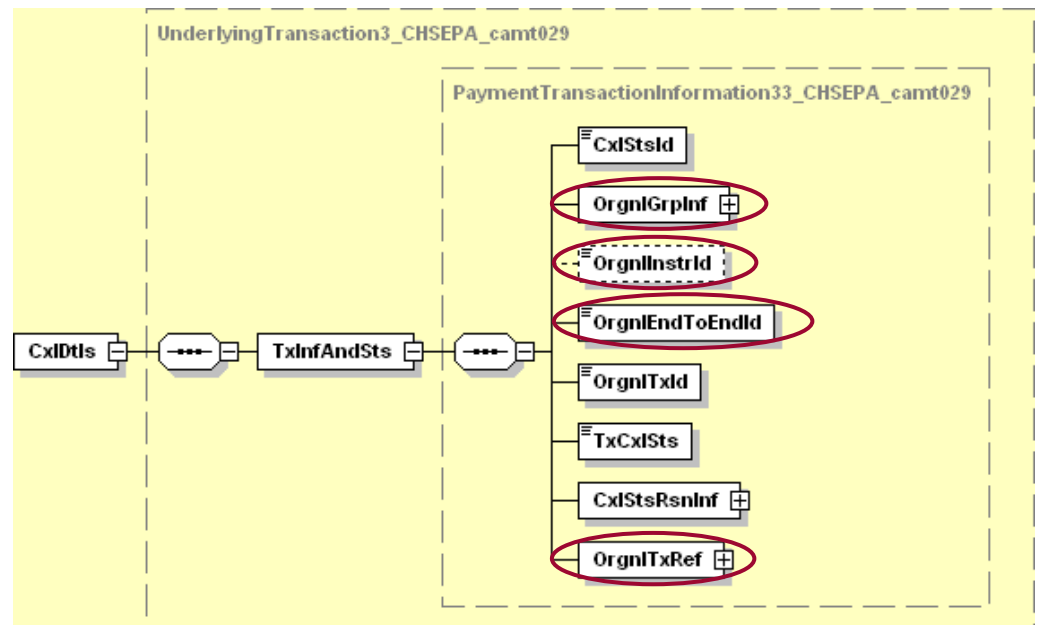 UnderlyingTransaction3_CHSEPA_camt029
PaymentTransactionInformation33_CHSEPA_camt029
CxlStsId
OrgnlGrpInf
OrgnlInstrId
OrgnlEndToEndId
CxlDtls
TxInfAndSts
OrgnlTxId
TxCxlSts
CxlStsRsnInf
OrgnlTxRef